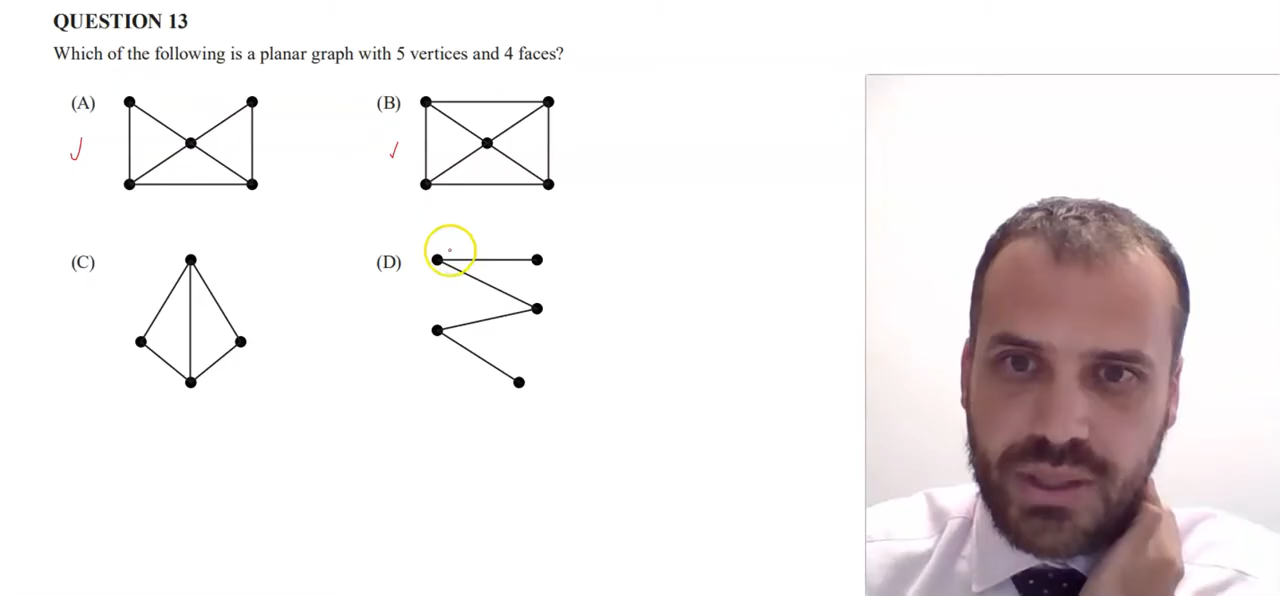 QUESTION 13
Which of the following is a planar graph with 5 vertices and 4 faces?
(A)
(B)
(C)
(D)